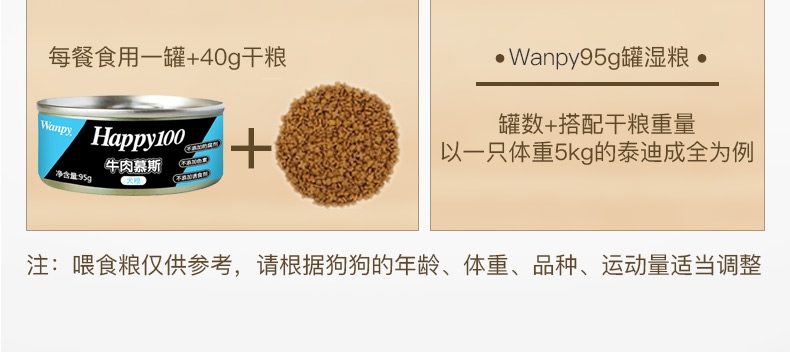 每餐食用一罐+40g干粮
Wanpy
Happy100
牛肉慕斯
犬罐
净含量:95g
不添加防腐剂
不添加色素
不添加诱食剂
+
• Wanpy95g罐湿粮 •
罐数+搭配干粮重量
以一只体重5kg的泰迪成全为例
注：喂食粮仅供参考，请根据狗狗的年龄、体重、品种、运动量适当调整